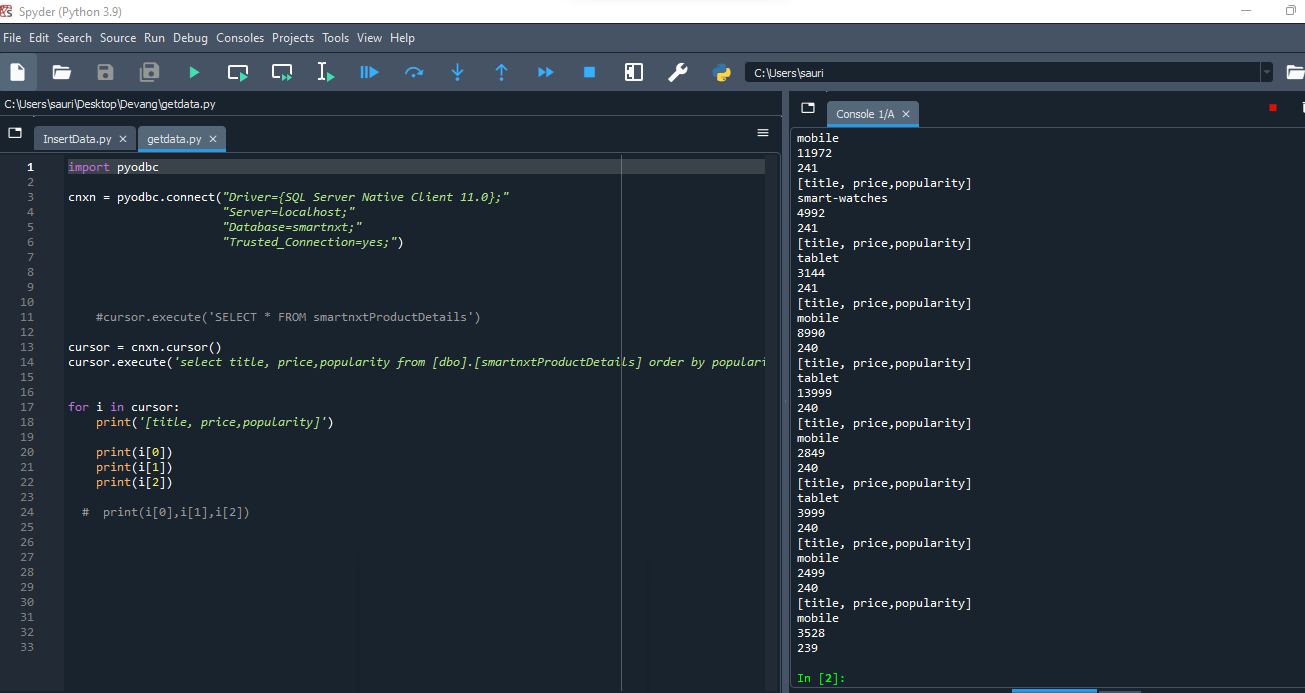 Spyder (Python 3.9)
File Edit Search Source Run Debug Consoles Projects Tools View Help
C:\Users\sauri
C:\Users\sauri\Desktop\Devang\getdata.py
InsertData.py
getdata.py
1 import pyodbc
2
3 cnxn = pyodbc.connect("Driver={SQL Server Native Client 11.0};"
4 "Server=localhost;"
5 "Database=smartnxt;"
6 "Trusted_Connection=yes;")
7
8
9
10
11 #cursor.execute('SELECT * FROM smartnxtProductDetails')
12
13 cursor = cnxn.cursor()
14 cursor.execute('select title, price,popularity from [dbo].[smartnxtProductDetails] order by populari
15
16
17 for i in cursor:
18 print('[title, price,popularity]')
19
20 print(i[0])
21 print(i[1])
22 print(i[2])
23
24 # print(i[0],i[1],i[2])
25
26
27
28
29
30
31
32
33
Console 1/A
mobile
11972
241
[title, price,popularity]
smart-watches
4992
241
[title, price,popularity]
tablet
3144
241
[title, price,popularity]
mobile
8990
240
[title, price,popularity]
tablet
13999
240
[title, price,popularity]
mobile
2849
240
[title, price,popularity]
tablet
3999
240
[title, price,popularity]
mobile
2499
240
[title, price,popularity]
mobile
3528
239
In [2]: